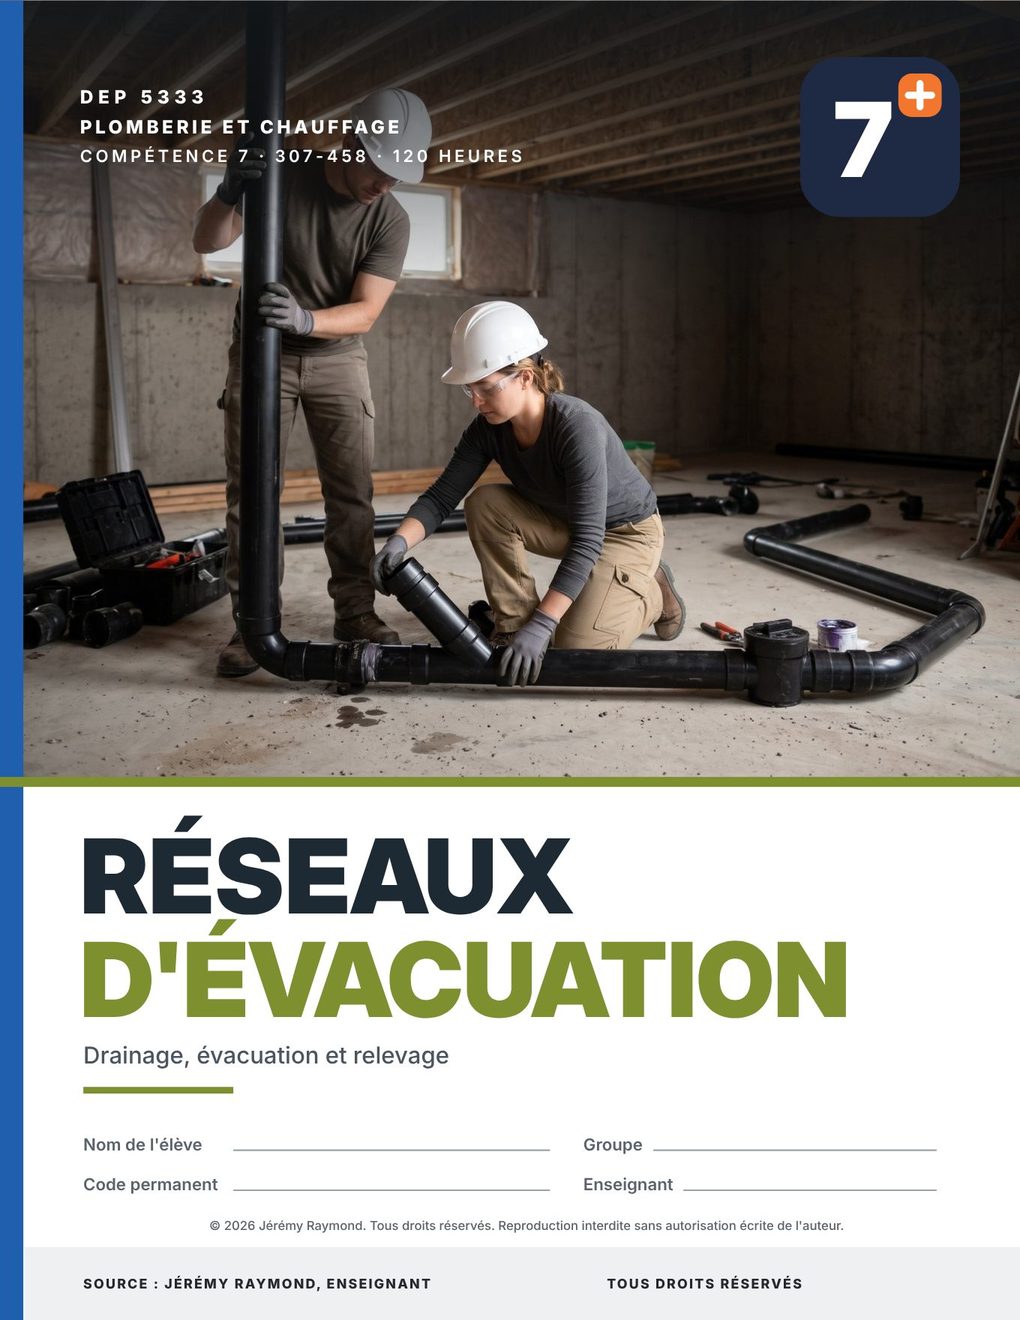 DEP 5333
PLOMBERIE ET CHAUFFAGE
COMPÉTENCE 7 · 307-458 · 120 HEURES
7+
RÉSEAUX
D'ÉVACUATION
Drainage, évacuation et relevage
Nom de l'élève
Groupe
Code permanent
Enseignant
© 2026 Jérémy Raymond. Tous droits réservés. Reproduction interdite sans autorisation écrite de l'auteur.
SOURCE : JÉRÉMY RAYMOND, ENSEIGNANT
TOUS DROITS RÉSERVÉS